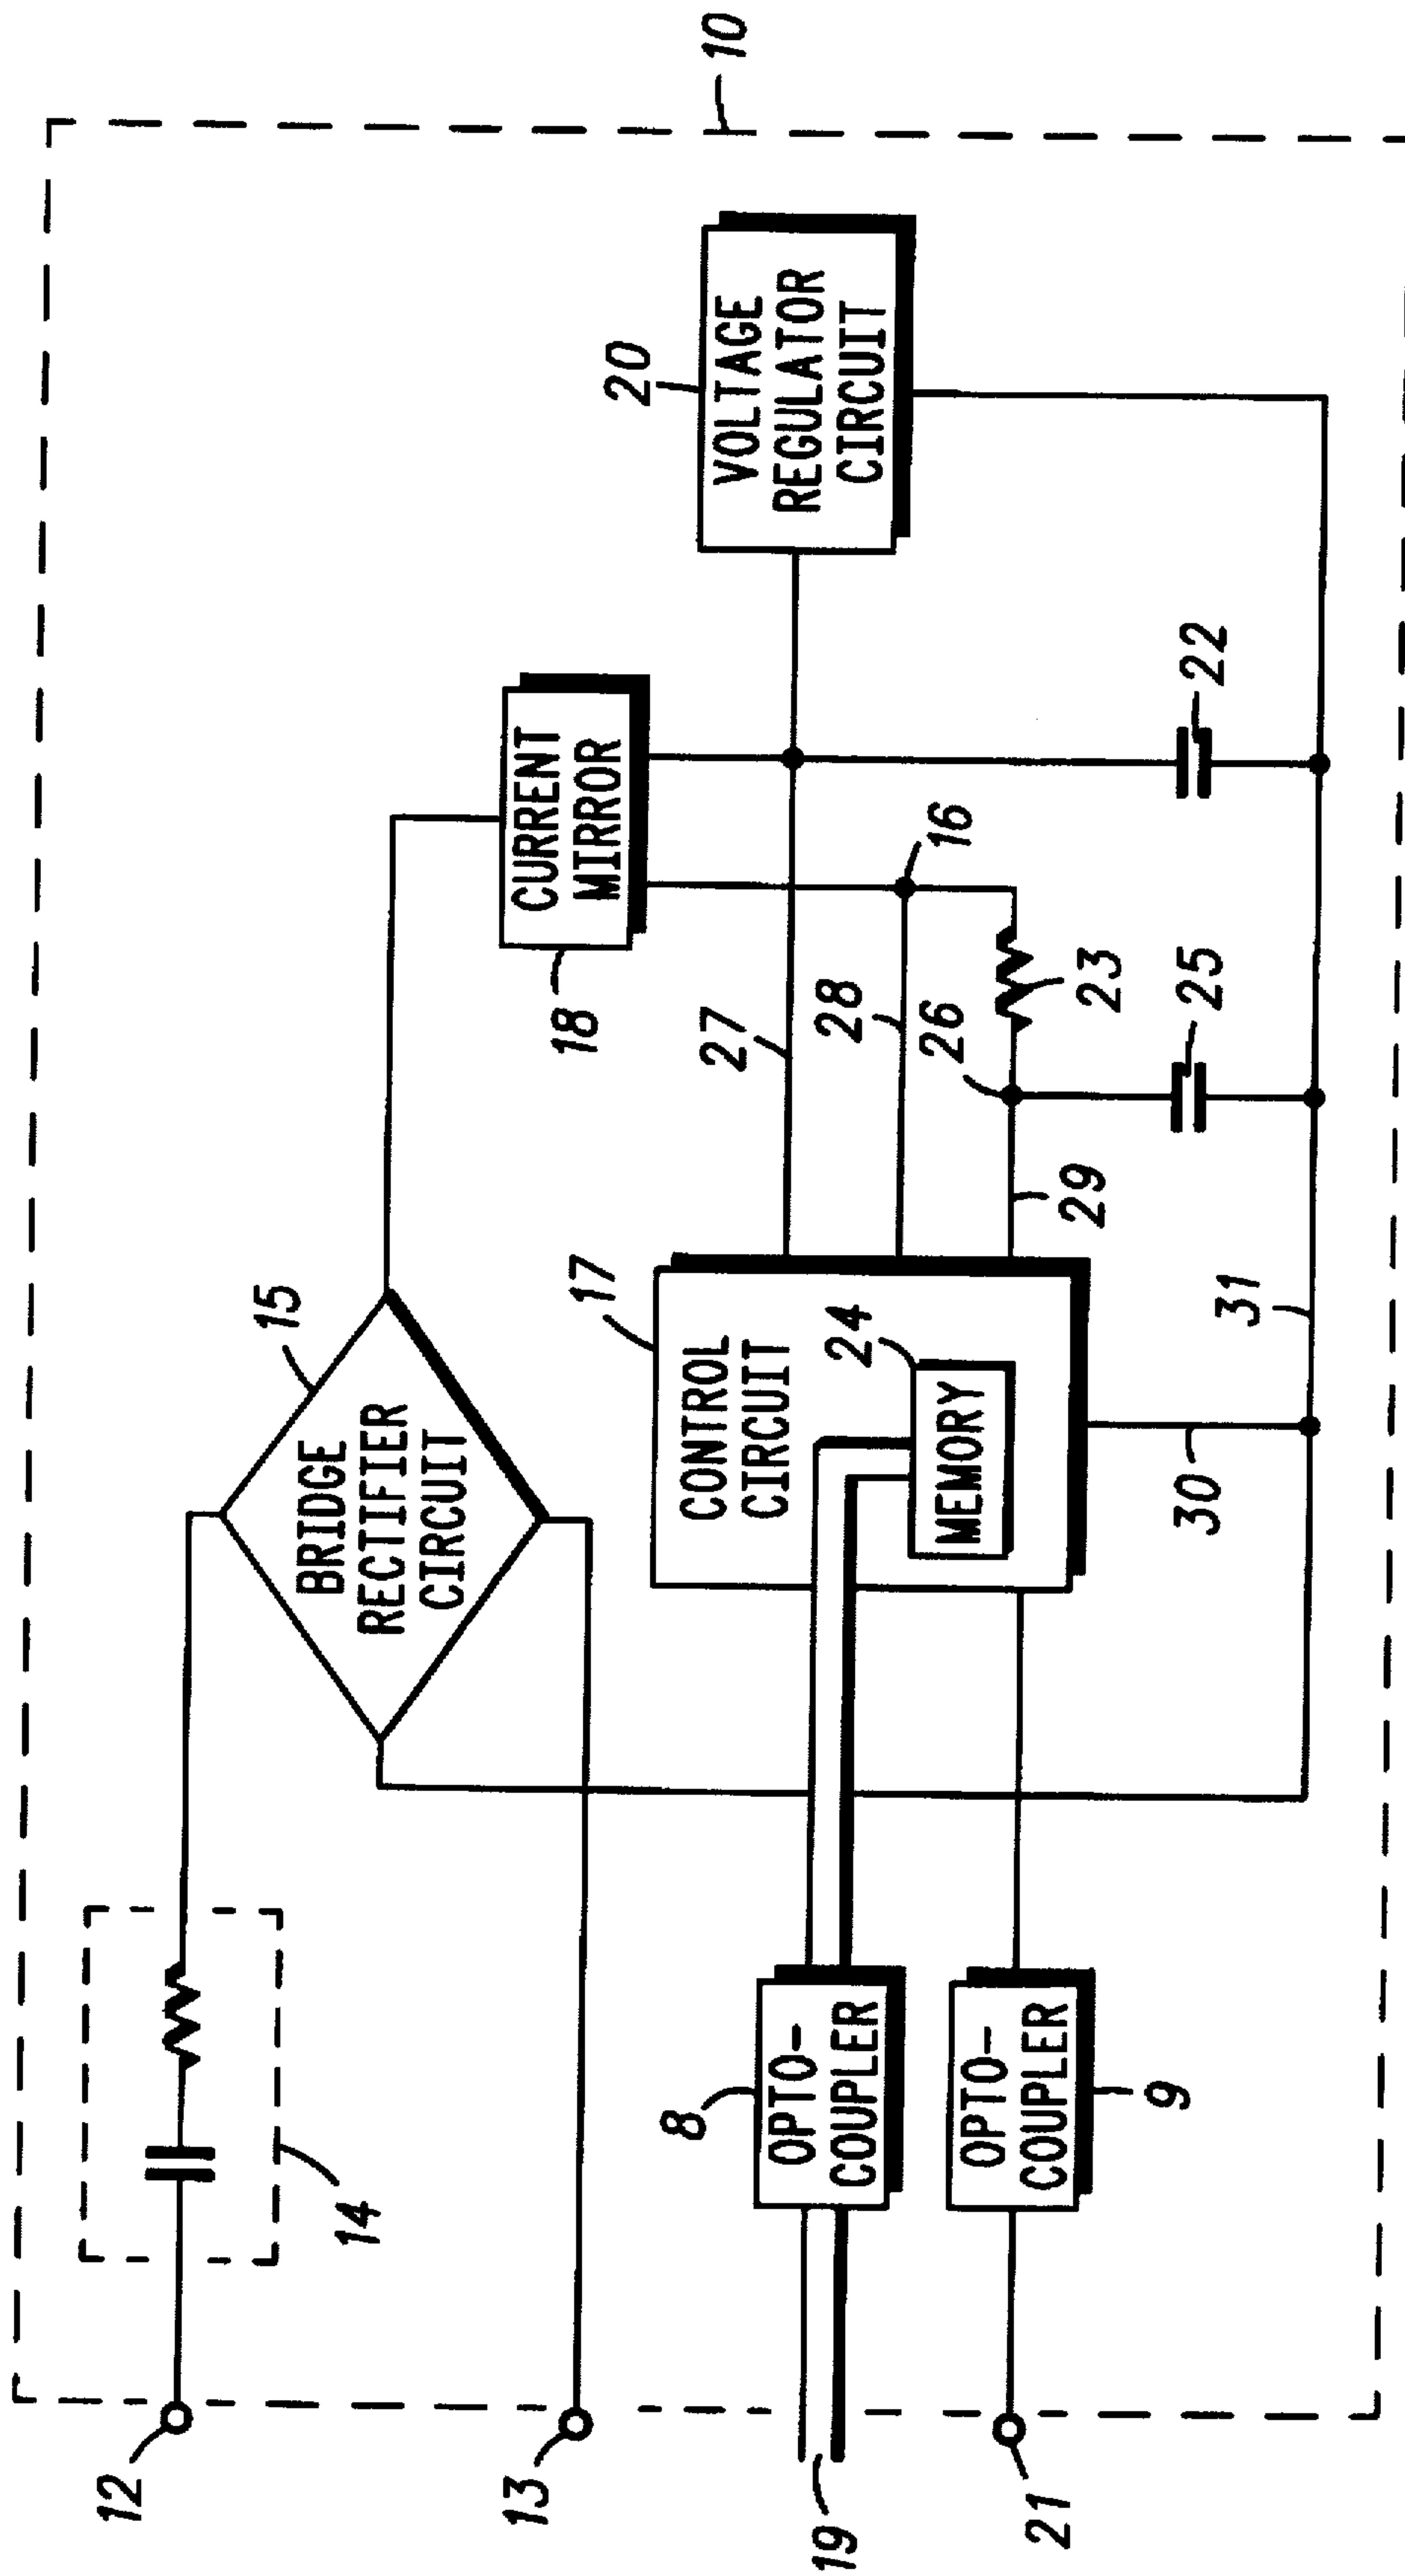 10
12
14
BRIDGE
RECTIFIER
CIRCUIT
15
13
CURRENT
MIRROR
18
20
VOLTAGE
REGULATOR
CIRCUIT
17
CONTROL
CIRCUIT
24
MEMORY
27
28
16
26
23
29
25
22
30
31
8
OPTO-
COUPLER
19
OPTO-
COUPLER
9
21